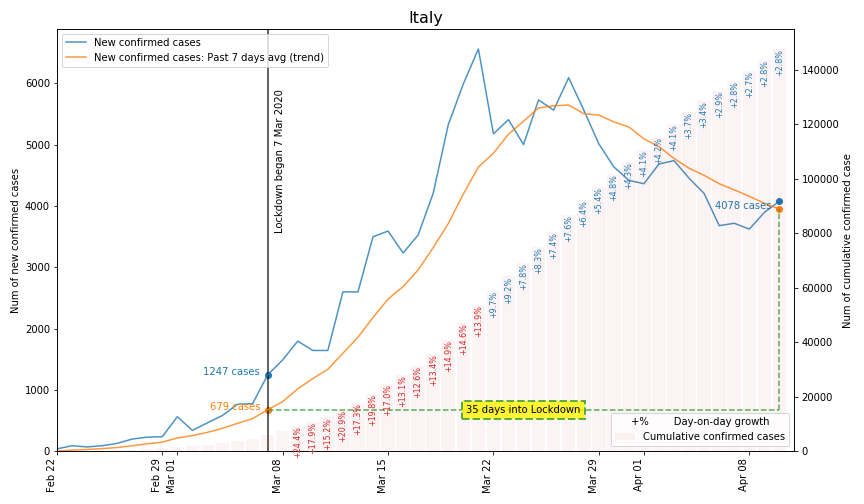 Italy
New confirmed cases
New confirmed cases: Past 7 days avg (trend)
Num of new confirmed cases
6000
5000
4000
3000
2000
1000
0
Lockdown began 7 Mar 2020
1247 cases
679 cases
4078 cases
35 days into Lockdown
+24.4%
+17.9%
+15.2%
+20.9%
+17.3%
+19.8%
+17.0%
+13.1%
+12.6%
+13.4%
+14.9%
+14.6%
+13.9%
+9.7%
+9.2%
+7.8%
+8.3%
+7.4%
+7.6%
+6.4%
+5.4%
+4.8%
+4.3%
+4.1%
+4.2%
+4.1%
+3.7%
+3.4%
+2.9%
+2.8%
+2.7%
+2.8%
+2.8%
140000
120000
100000
80000
60000
40000
20000
0
Num of cumulative confirmed case
+% Day-on-day growth
Cumulative confirmed cases
Feb 22
Feb 29
Mar 01
Mar 08
Mar 15
Mar 22
Mar 29
Apr 01
Apr 08